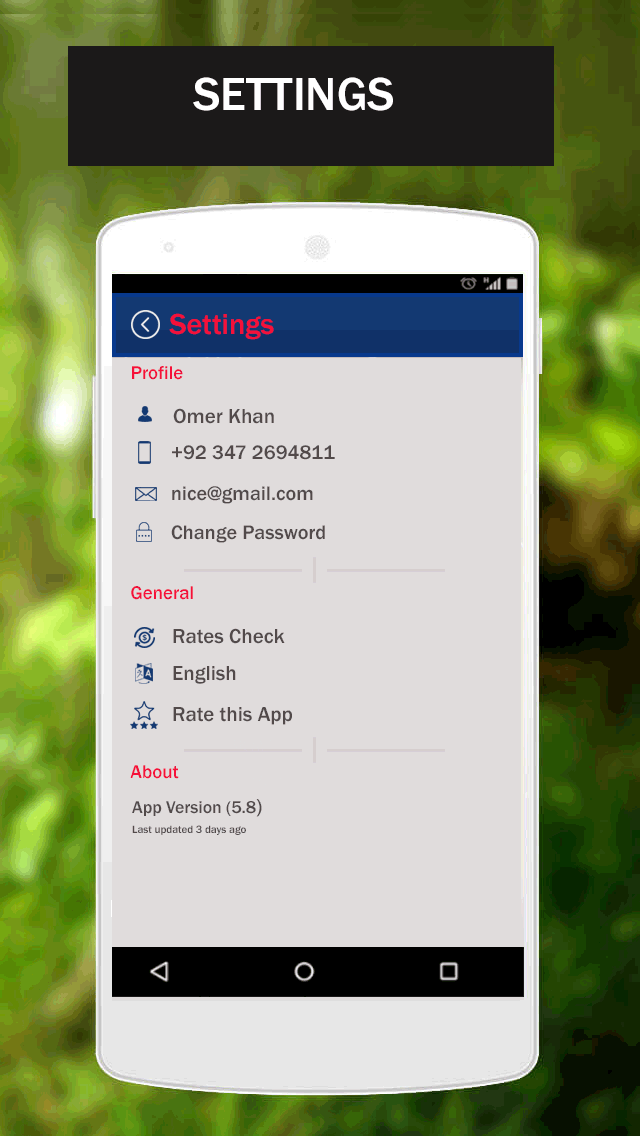 SETTINGS
Settings
Profile
Omer Khan
+92 347 2694811
nice@gmail.com
Change Password
General
Rates Check
English
Rate this App
About
App Version (5.8)
Last updated 3 days ago